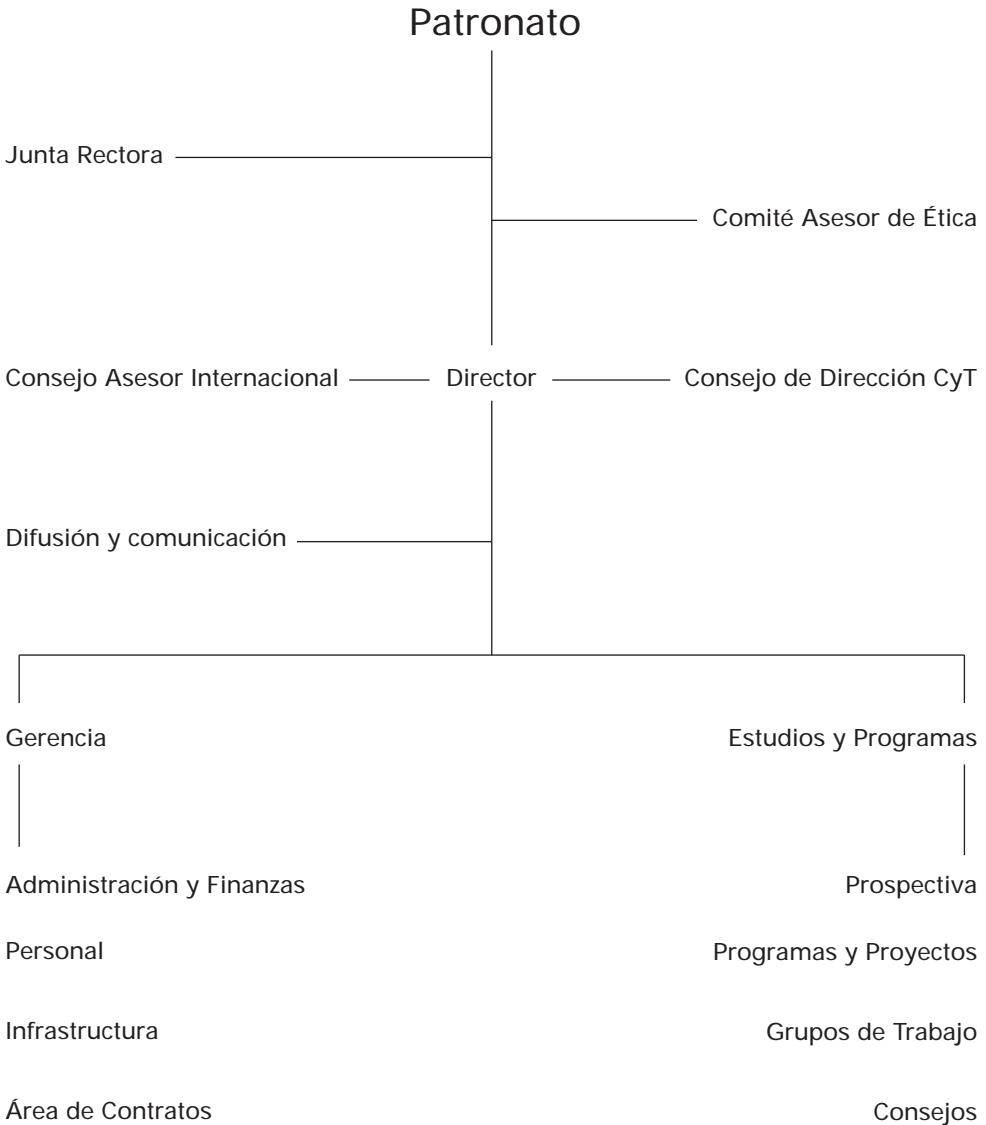 Patronato
Junta Rectora
Comité Asesor de Ética
Consejo Asesor Internacional
Director
Consejo de Dirección CyT
Difusión y comunicación
Gerencia
Estudios y Programas
Administración y Finanzas
Prospectiva
Personal
Programas y Proyectos
Infrastructura
Grupos de Trabajo
Área de Contratos
Consejos